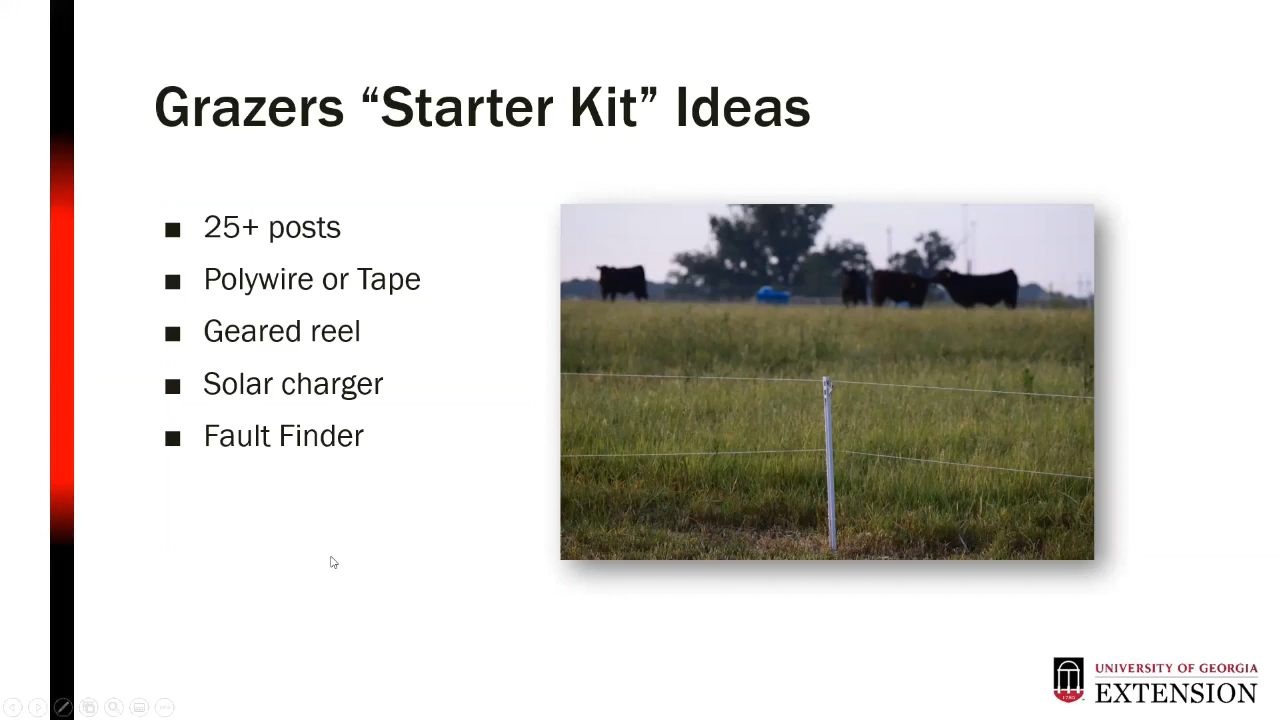 Grazers “Starter Kit” Ideas
■ 25+ posts
■ Polywire or Tape
■ Geared reel
■ Solar charger
■ Fault Finder
UNIVERSITY OF GEORGIA
EXTENSION